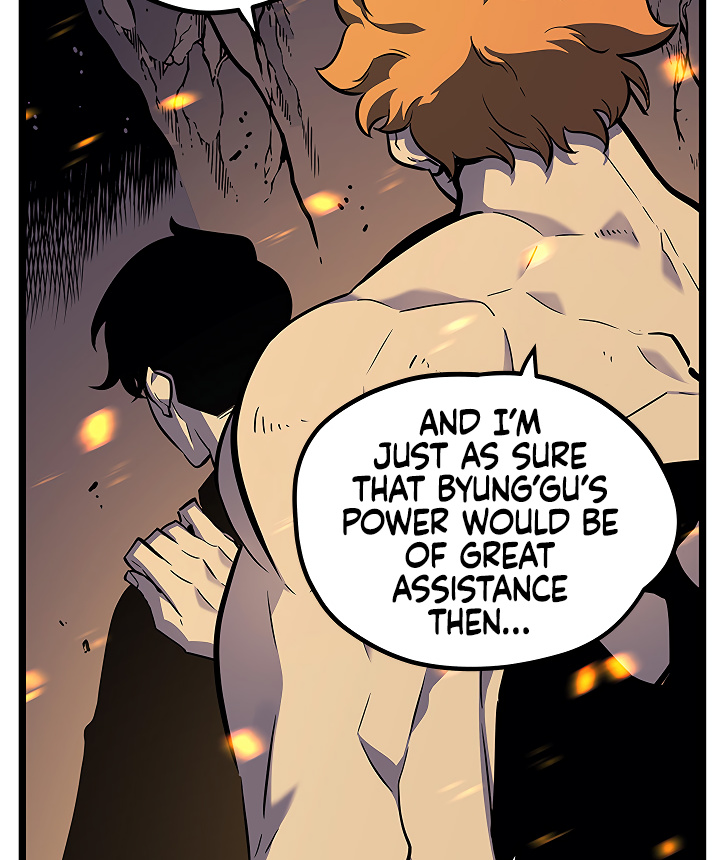 AND I'M
JUST AS SURE
THAT BYUNG'GU'S
POWER WOULD BE
OF GREAT
ASSISTANCE
THEN...